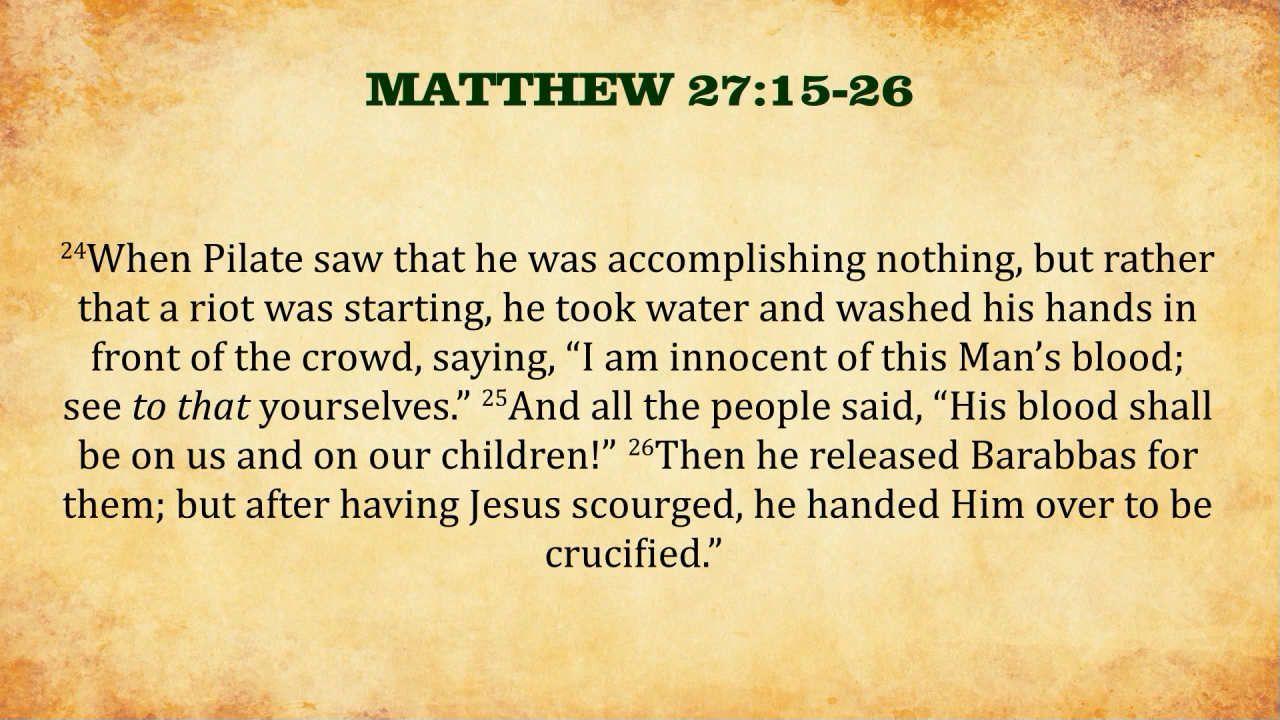 MATTHEW 27:15-26
²⁴When Pilate saw that he was accomplishing nothing, but rather
that a riot was starting, he took water and washed his hands in
front of the crowd, saying, “I am innocent of this Man’s blood;
see to that yourselves.” ²⁵And all the people said, “His blood shall
be on us and on our children!” ²⁶Then he released Barabbas for
them; but after having Jesus scourged, he handed Him over to be
crucified.”